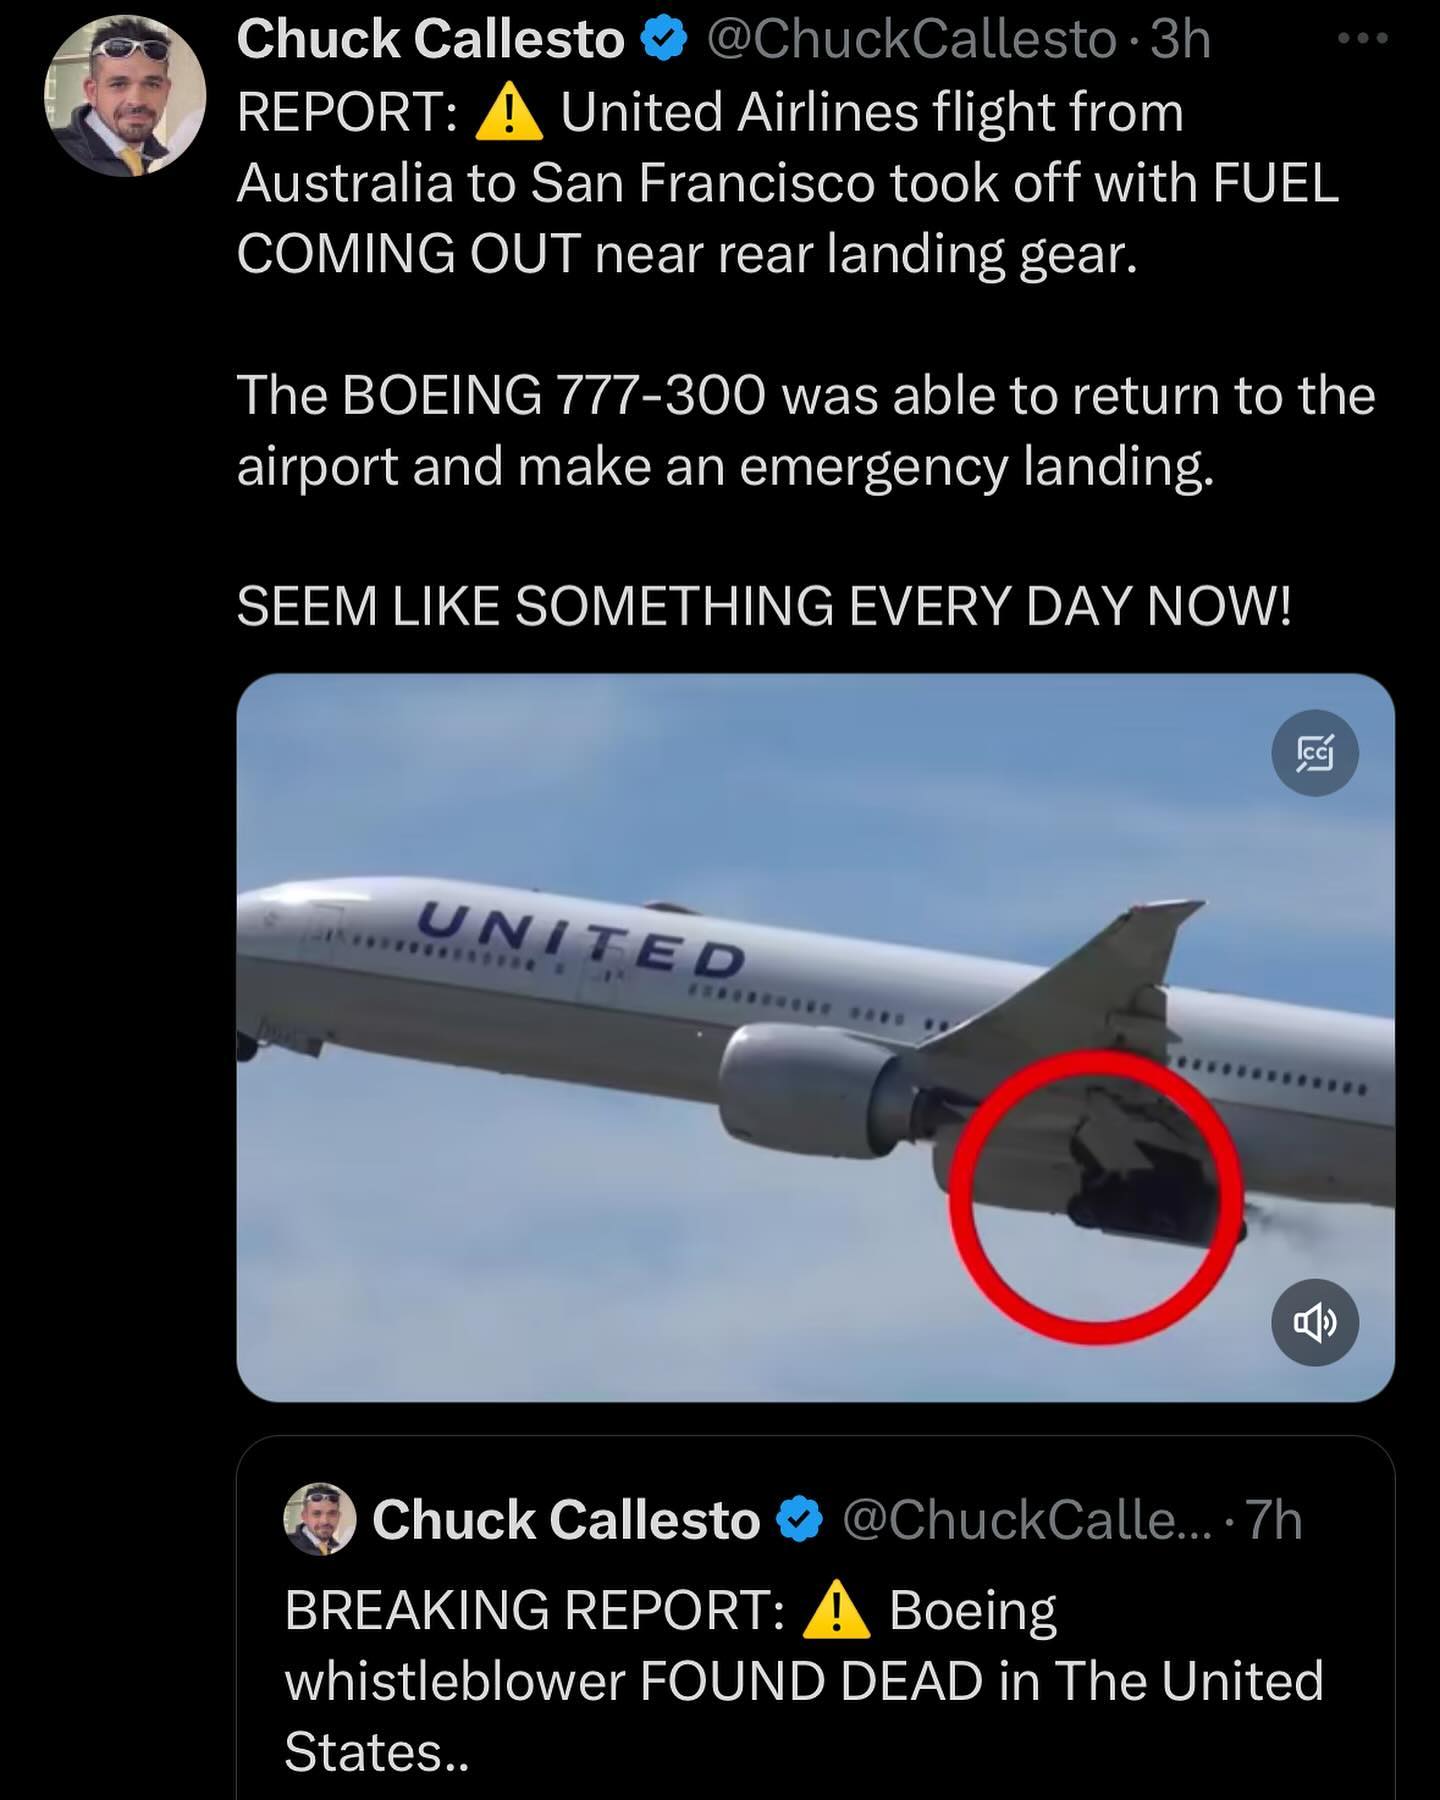 Chuck Callesto @ChuckCallesto · 3h
REPORT: ⚠️ United Airlines flight from
Australia to San Francisco took off with FUEL
COMING OUT near rear landing gear.
The BOEING 777-300 was able to return to the
airport and make an emergency landing.
SEEM LIKE SOMETHING EVERY DAY NOW!
CC
UNITED
Chuck Callesto @ChuckCalle... · 7h
BREAKING REPORT: ⚠️ Boeing
whistleblower FOUND DEAD in The United
States..